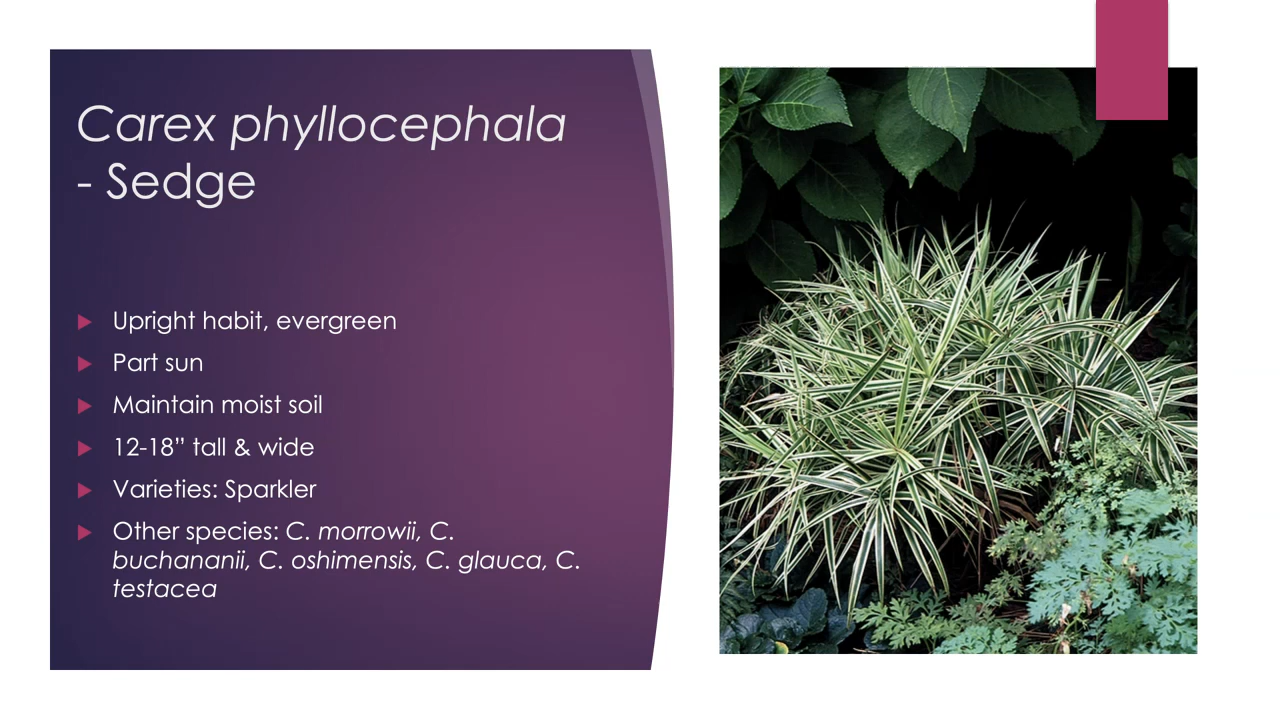 Carex phyllocephala
- Sedge
Upright habit, evergreen
Part sun
Maintain moist soil
12-18” tall & wide
Varieties: Sparkler
Other species: C. morrowii, C.
buchananii, C. oshimensis, C. glauca, C.
testacea